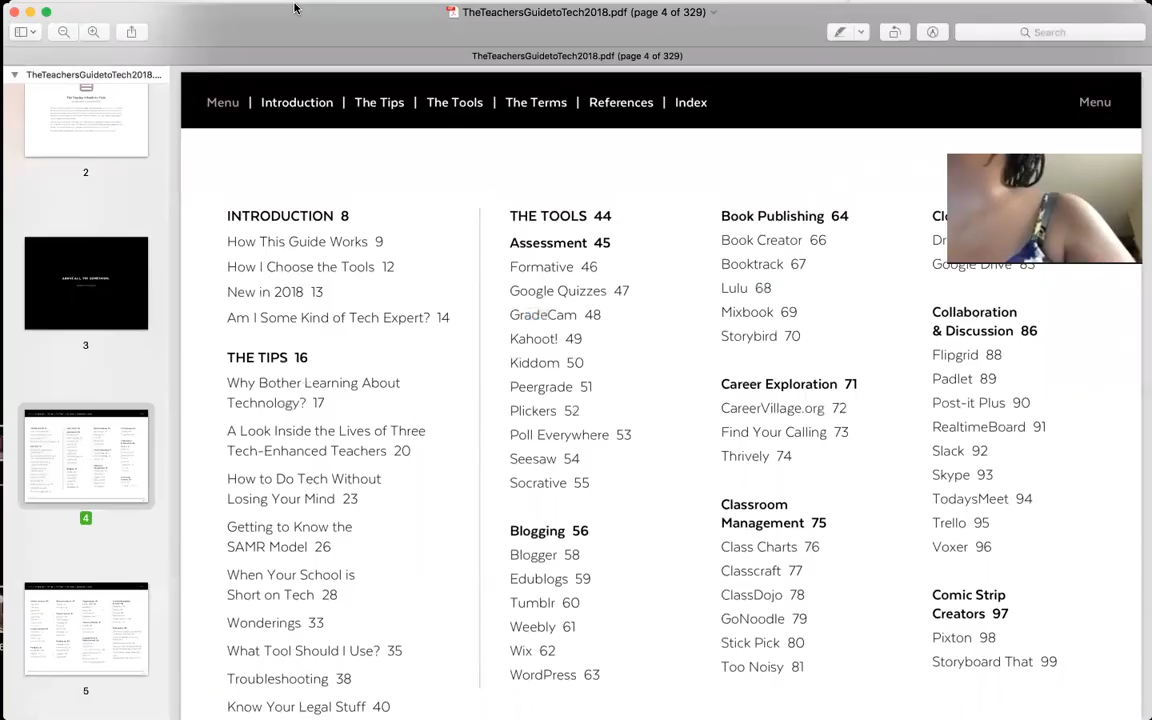 TheTeachersGuidetoTech2018.pdf (page 4 of 329)
Search
TheTeachersGuidetoTech2018.pdf (page 4 of 329)
TheTeachersGuidetoTech2018....
2
3
4
5
Menu | Introduction | The Tips | The Tools | The Terms | References | Index
Menu
INTRODUCTION 8
How This Guide Works 9
How I Choose the Tools 12
New in 2018 13
Am I Some Kind of Tech Expert? 14
THE TIPS 16
Why Bother Learning About
Technology? 17
A Look Inside the Lives of Three
Tech-Enhanced Teachers 20
How to Do Tech Without
Losing Your Mind 23
Getting to Know the
SAMR Model 26
When Your School is
Short on Tech 28
Wonderings 33
What Tool Should I Use? 35
Troubleshooting 38
Know Your Legal Stuff 40
THE TOOLS 44
Assessment 45
Formative 46
Google Quizzes 47
GradeCam 48
Kahoot! 49
Kiddom 50
Peergrade 51
Plickers 52
Poll Everywhere 53
Seesaw 54
Socrative 55
Blogging 56
Blogger 58
Edublogs 59
Tumblr 60
Weebly 61
Wix 62
WordPress 63
Book Publishing 64
Book Creator 66
Booktrack 67
Lulu 68
Mixbook 69
Storybird 70
Career Exploration 71
CareerVillage.org 72
Find Your Calling 73
Thrively 74
Classroom
Management 75
Class Charts 76
Classcraft 77
ClassDojo 78
GoNoodle 79
Stick Pick 80
Too Noisy 81
Clo
Dr
Google Drive 85
Collaboration
& Discussion 86
Flipgrid 88
Padlet 89
Post-it Plus 90
RealtimeBoard 91
Slack 92
Skype 93
TodaysMeet 94
Trello 95
Voxer 96
Comic Strip
Creators 97
Pixton 98
Storyboard That 99